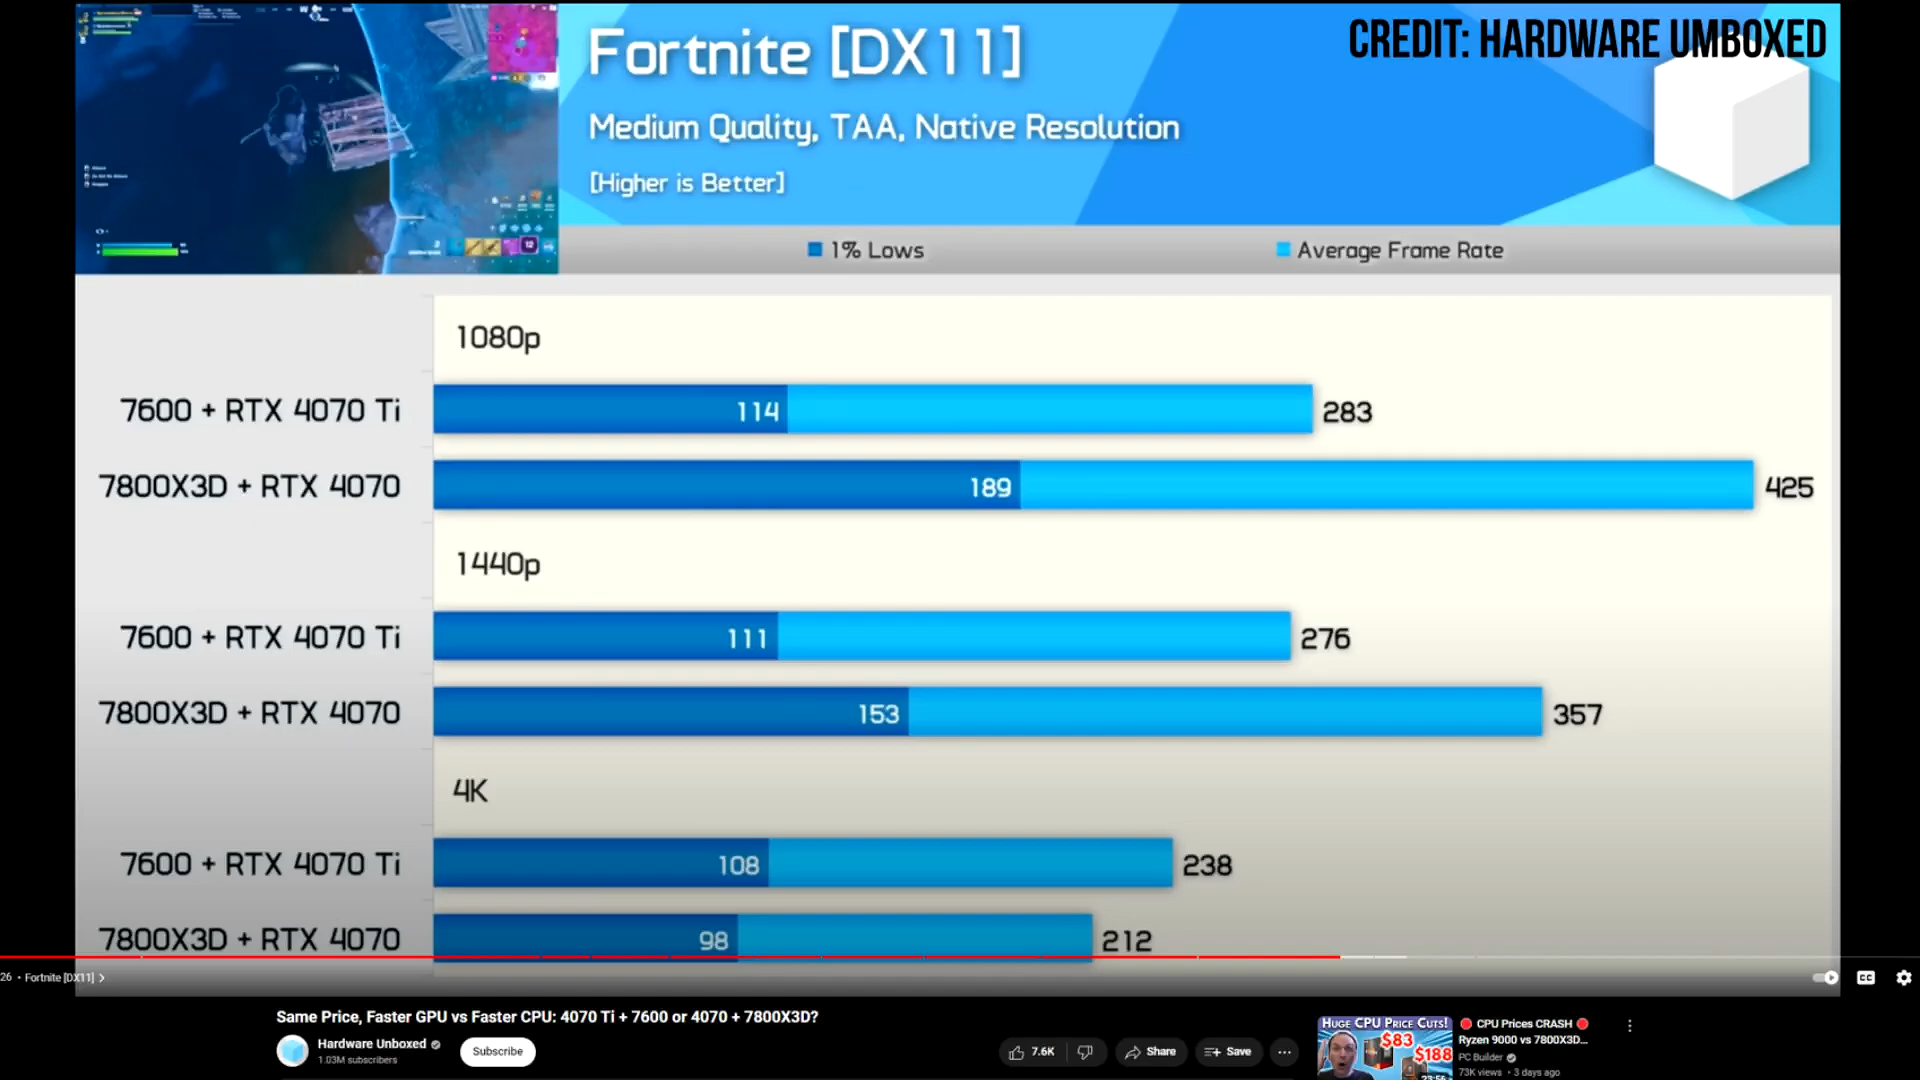 CREDIT: HARDWARE UMBOXED
Fortnite [DX11]
Medium Quality, TAA, Native Resolution
[Higher is Better]
1% Lows
Average Frame Rate
1080p
7600 + RTX 4070 Ti 114 283
7800X3D + RTX 4070 189 425
1440p
7600 + RTX 4070 Ti 111 276
7800X3D + RTX 4070 153 357
4K
7600 + RTX 4070 Ti 108 238
7800X3D + RTX 4070 98 212
26 • Fortnite [DX11] >
CC
Same Price, Faster GPU vs Faster CPU: 4070 Ti + 7600 or 4070 + 7800X3D?
Hardware Unboxed
1.03M subscribers
Subscribe
7.6K
Share
Save
HUGE CPU PRICE CUTS!
$83
$188
23:56
CPU Prices CRASH
Ryzen 9000 vs 7800X3D...
PC Builder
73K views • 3 days ago